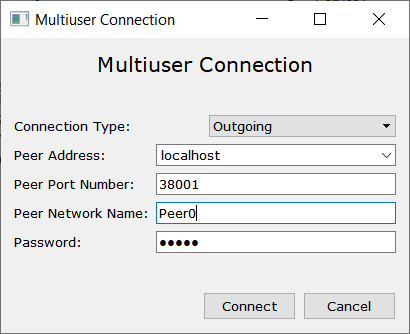 Multiuser Connection
Multiuser Connection
Connection Type: Outgoing
Peer Address: localhost
Peer Port Number: 38001
Peer Network Name: Peer0
Password: ●●●●●
Connect Cancel